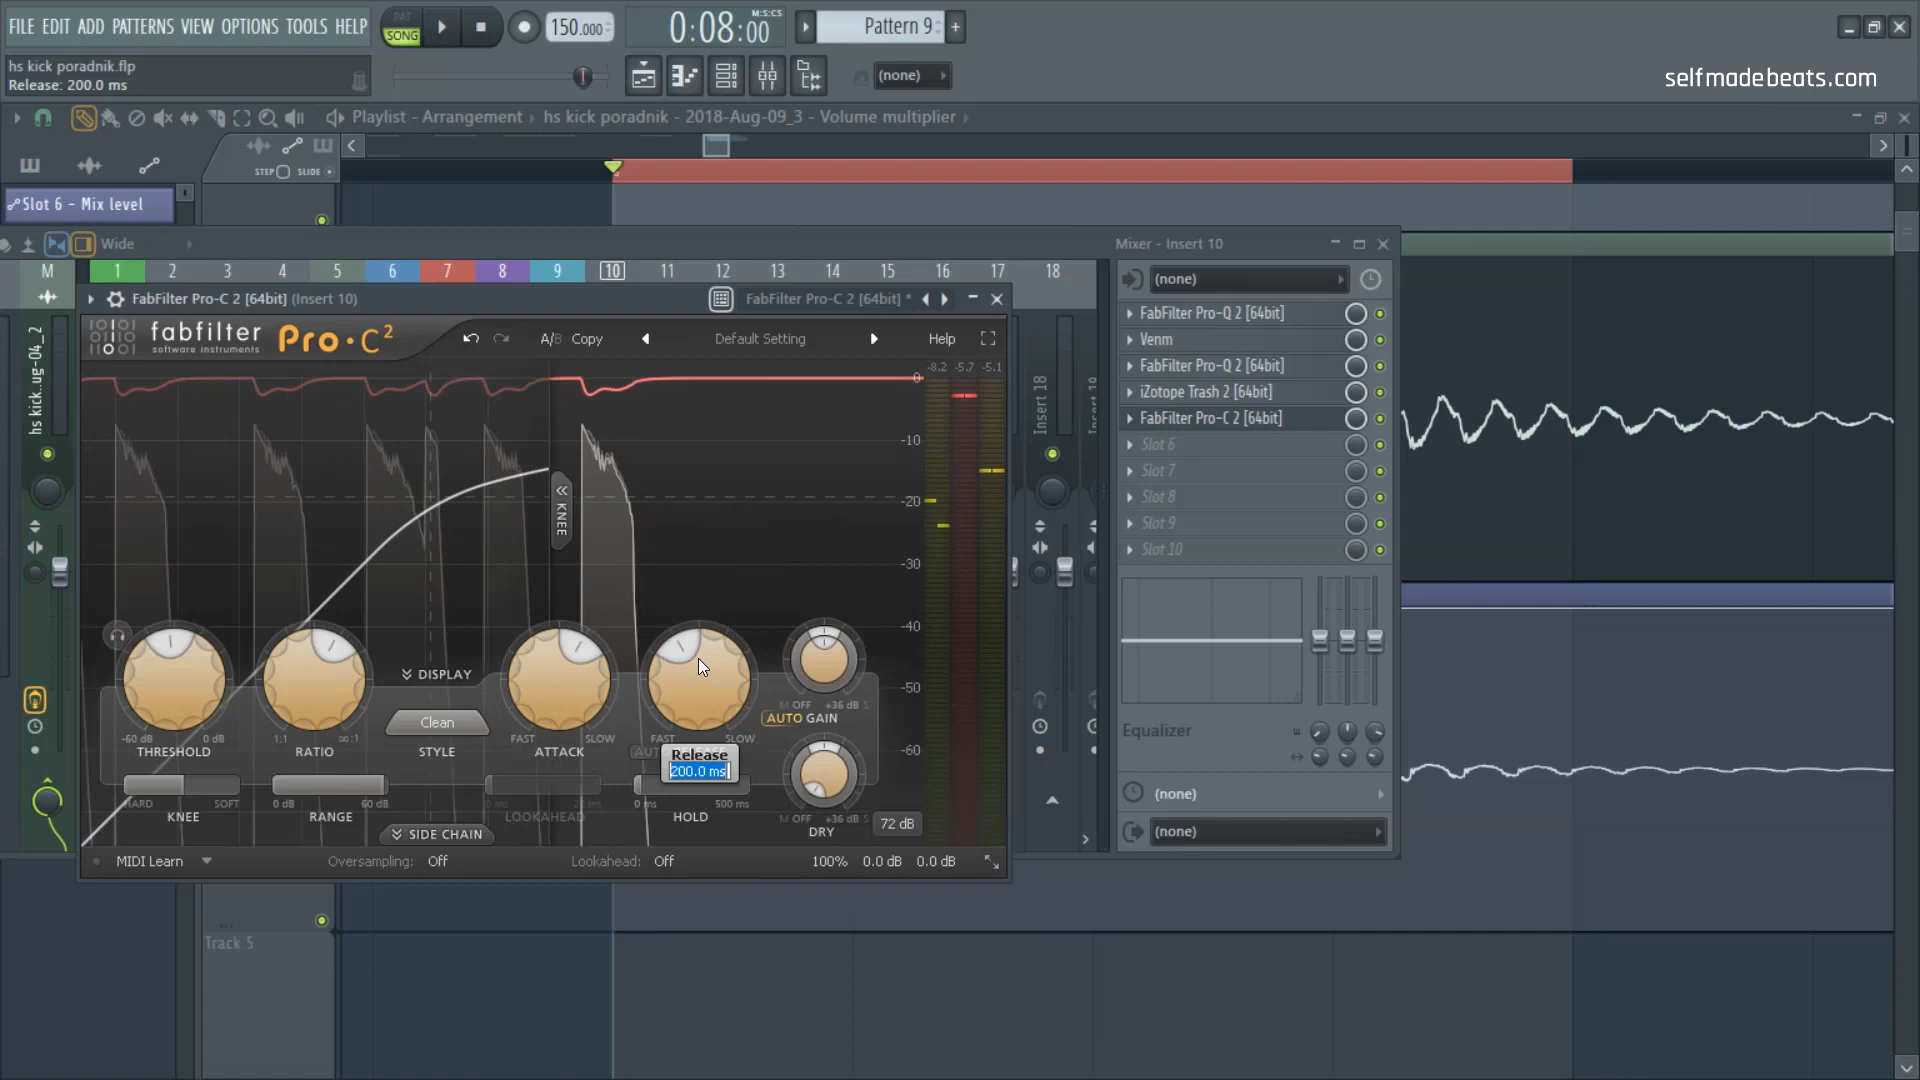 FILE EDIT ADD PATTERNS VIEW OPTIONS TOOLS HELP
PAT
SONG
150.000
0:08:00
M:S:CS
Pattern 9
hs kick poradnik.flp
Release: 200.0 ms
(none)
selfmadebeats.com
Playlist - Arrangement › hs kick poradnik - 2018-Aug-09_3 - Volume multiplier
STEP SLIDE
Slot 6 - Mix level
Wide
Mixer - Insert 10
M 1 2 3 4 5 6 7 8 9 10 11 12 13 14 15 16 17 18
(none)
FabFilter Pro-C 2 [64bit] (Insert 10)
FabFilter Pro-C 2 [64bit] *
FabFilter Pro-Q 2 [64bit]
Venm
FabFilter Pro-Q 2 [64bit]
iZotope Trash 2 [64bit]
FabFilter Pro-C 2 [64bit]
Slot 6
Slot 7
Slot 8
Slot 9
Slot 10
fabfilter
software instruments
Pro·C²
A/B Copy
Default Setting
Help
-8.2 -5.7 -5.1
0
-10
-20
-30
-40
-50
-60
hs kick..ug-04_2
Insert 18
KNEE
DISPLAY
Clean
STYLE
-60 dB 0 dB
THRESHOLD
1:1 ∞:1
RATIO
FAST SLOW
ATTACK
FAST SLOW
Release
200.0 ms
OFF +36 dB
AUTO GAIN
HARD SOFT
KNEE
0 dB 60 dB
RANGE
LOOKAHEAD
0 ms 500 ms
HOLD
OFF +36 dB
DRY
72 dB
SIDE CHAIN
MIDI Learn
Oversampling: Off
Lookahead: Off
100% 0.0 dB 0.0 dB
Equalizer
(none)
(none)
Track 5